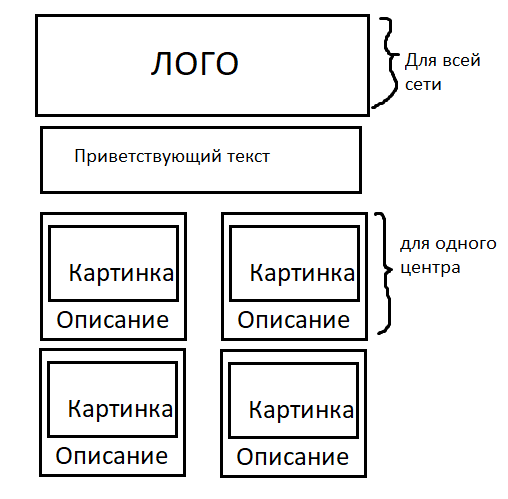 ЛОГО
Для всей
сети
Приветствующий текст
Картинка
Описание
Картинка
Описание
для одного
центра
Картинка
Описание
Картинка
Описание